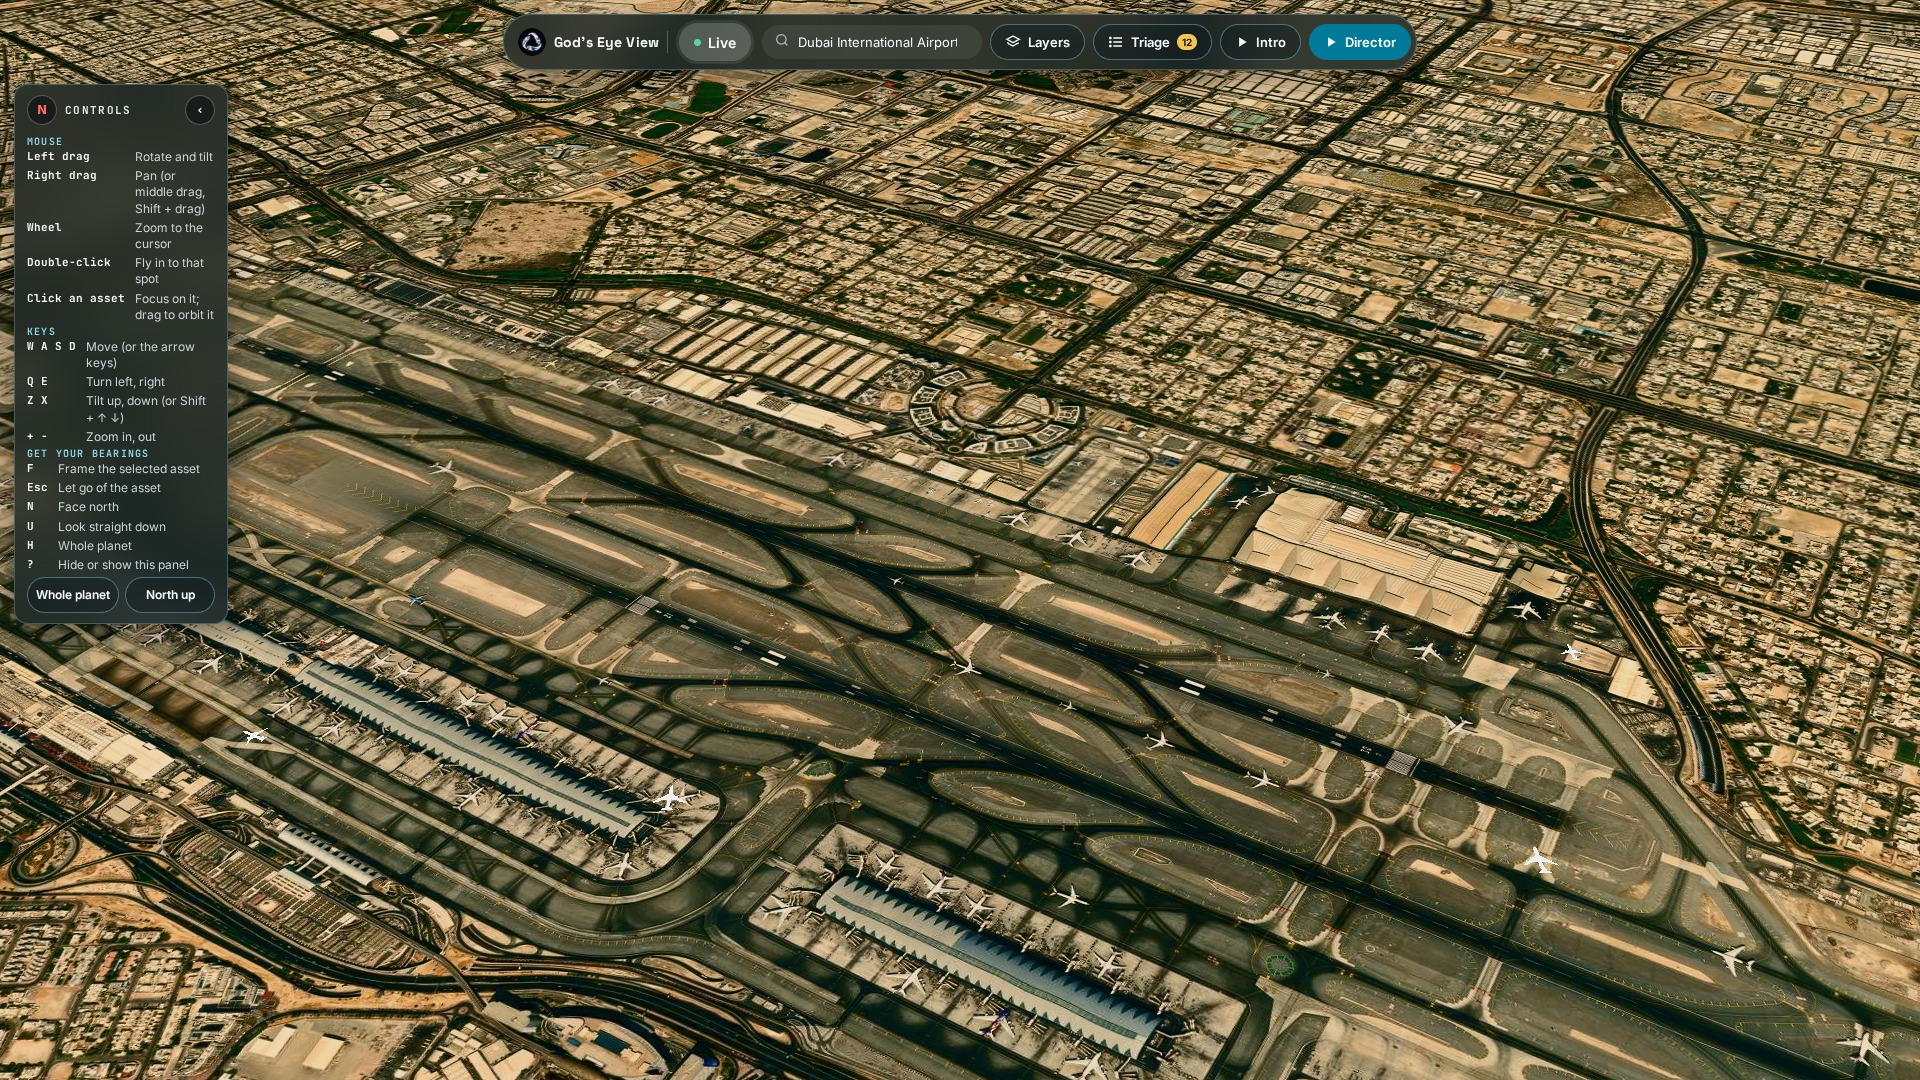 God's Eye View
Live
Dubai International Airport
Layers
Triage 12
Intro
Director
N CONTROLS
MOUSE
Left drag Rotate and tilt
Right drag Pan (or
middle drag,
Shift + drag)
Wheel Zoom to the
cursor
Double-click Fly in to that
spot
Click an asset Focus on it;
drag to orbit it
KEYS
W A S D Move (or the arrow
keys)
Q E Turn left, right
Z X Tilt up, down (or Shift
+ ↑ ↓)
+ - Zoom in, out
GET YOUR BEARINGS
F Frame the selected asset
Esc Let go of the asset
N Face north
U Look straight down
H Whole planet
? Hide or show this panel
Whole planet North up